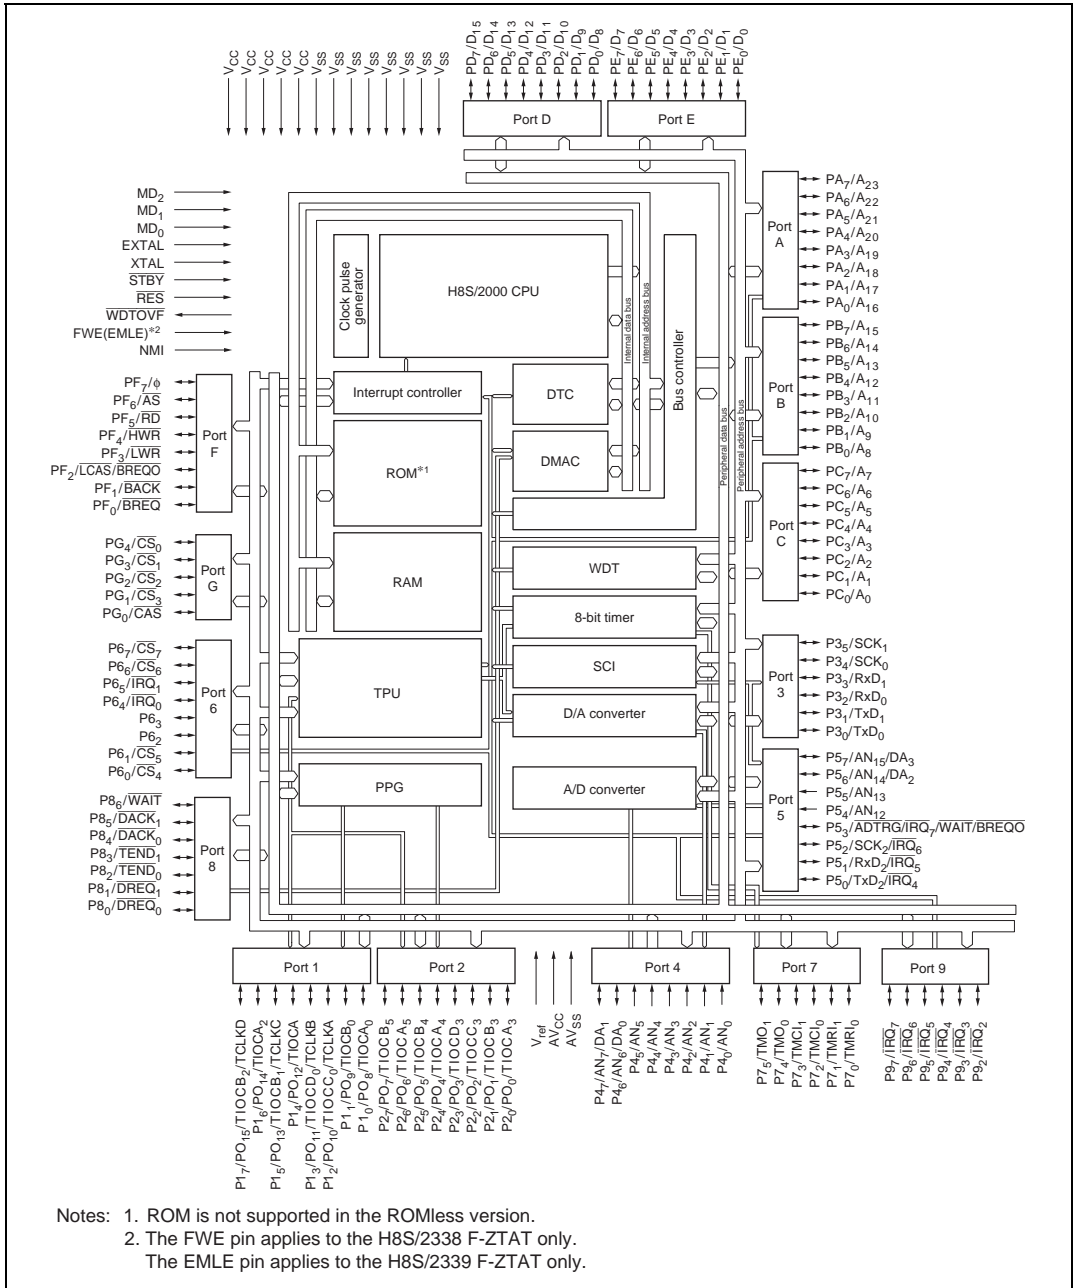 VCC
VCC
VCC
VCC
VCC
VSS
VSS
VSS
VSS
VSS
VSS
VSS
VSS
PD7/D15
PD6/D14
PD5/D13
PD4/D12
PD3/D11
PD2/D10
PD1/D9
PD0/D8
PE7/D7
PE6/D6
PE5/D5
PE4/D4
PE3/D3
PE2/D2
PE1/D1
PE0/D0
Port D
Port E
MD2
MD1
MD0
EXTAL
XTAL
STBY
RES
WDTOVF
FWE(EMLE)*2
NMI
PF7/ϕ
PF6/AS
PF5/RD
PF4/HWR
PF3/LWR
PF2/LCAS/BREQO
PF1/BACK
PF0/BREQ
Port
F
PG4/CS0
PG3/CS1
PG2/CS2
PG1/CS3
PG0/CAS
Port
G
P67/CS7
P66/CS6
P65/IRQ1
P64/IRQ0
P63
P62
P61/CS5
P60/CS4
Port
6
P86/WAIT
P85/DACK1
P84/DACK0
P83/TEND1
P82/TEND0
P81/DREQ1
P80/DREQ0
Port
8
Clock pulse
generator
H8S/2000 CPU
Internal data bus
Internal address bus
Bus controller
Peripheral data bus
Peripheral address bus
Interrupt controller
DTC
ROM*1
DMAC
RAM
WDT
8-bit timer
TPU
SCI
D/A converter
PPG
A/D converter
Port
A
PA7/A23
PA6/A22
PA5/A21
PA4/A20
PA3/A19
PA2/A18
PA1/A17
PA0/A16
Port
B
PB7/A15
PB6/A14
PB5/A13
PB4/A12
PB3/A11
PB2/A10
PB1/A9
PB0/A8
Port
C
PC7/A7
PC6/A6
PC5/A5
PC4/A4
PC3/A3
PC2/A2
PC1/A1
PC0/A0
Port
3
P35/SCK1
P34/SCK0
P33/RxD1
P32/RxD0
P31/TxD1
P30/TxD0
Port
5
P57/AN15/DA3
P56/AN14/DA2
P55/AN13
P54/AN12
P53/ADTRG/IRQ7/WAIT/BREQO
P52/SCK2/IRQ6
P51/RxD2/IRQ5
P50/TxD2/IRQ4
Port 1
Port 2
Port 4
Port 7
Port 9
P17/PO15/TIOCB2/TCLKD
P16/PO14/TIOCA2
P15/PO13/TIOCB1/TCLKC
P14/PO12/TIOCA
P13/PO11/TIOCD0/TCLKB
P12/PO10/TIOCC0/TCLKA
P11/PO9/TIOCB0
P10/PO8/TIOCA0
P27/PO7/TIOCB5
P26/PO6/TIOCA5
P25/PO5/TIOCB4
P24/PO4/TIOCA4
P23/PO3/TIOCD3
P22/PO2/TIOCC3
P21/PO1/TIOCB3
P20/PO0/TIOCA3
Vref
AVCC
AVSS
P47/AN7/DA1
P46/AN6/DA0
P45/AN5
P44/AN4
P43/AN3
P42/AN2
P41/AN1
P40/AN0
P75/TMO1
P74/TMO0
P73/TMCI1
P72/TMCI0
P71/TMRI1
P70/TMRI0
P97/IRQ7
P96/IRQ6
P95/IRQ5
P94/IRQ4
P93/IRQ3
P92/IRQ2
Notes: 1. ROM is not supported in the ROMless version.
2. The FWE pin applies to the H8S/2338 F-ZTAT only.
The EMLE pin applies to the H8S/2339 F-ZTAT only.